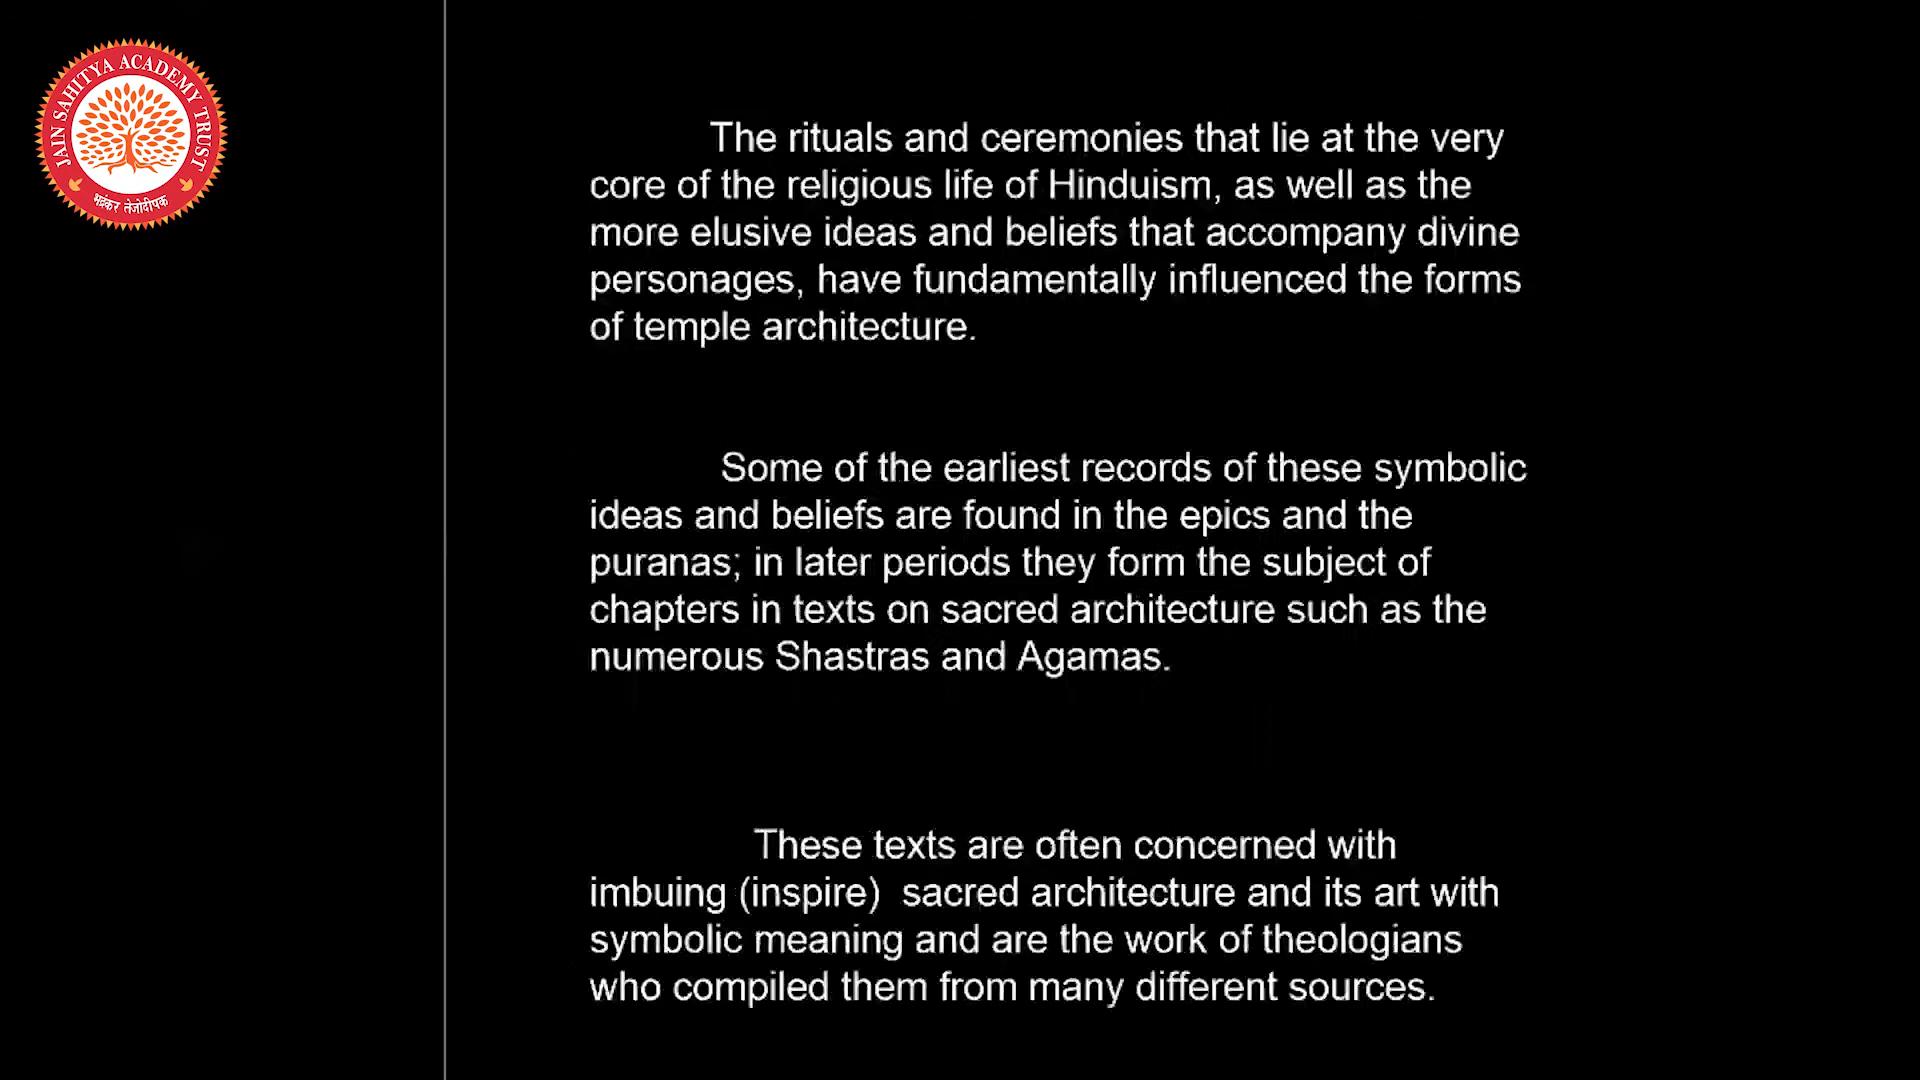 JAIN SAHITYA ACADEMY TRUST
भद्रंकर तेजोदीपक
The rituals and ceremonies that lie at the very
core of the religious life of Hinduism, as well as the
more elusive ideas and beliefs that accompany divine
personages, have fundamentally influenced the forms
of temple architecture.
Some of the earliest records of these symbolic
ideas and beliefs are found in the epics and the
puranas; in later periods they form the subject of
chapters in texts on sacred architecture such as the
numerous Shastras and Agamas.
These texts are often concerned with
imbuing (inspire)  sacred architecture and its art with
symbolic meaning and are the work of theologians
who compiled them from many different sources.